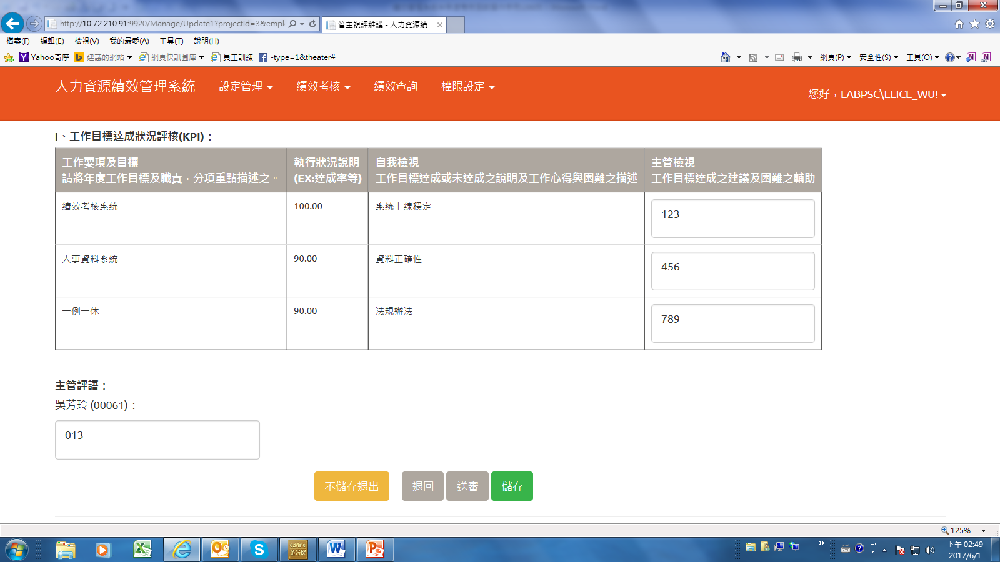 http://10.72.210.91:9920/Manage/Update1?projectId=3&empl
管主複評維護 - 人力資源績...
檔案(F) 編輯(E) 檢視(V) 我的最愛(A) 工具(T) 說明(H)
Yahoo奇摩 建議的網站 網頁快訊圖庫 員工訓練 -type=1&theater#
網頁(P) 安全性(S) 工具(O)
人力資源績效管理系統 設定管理 績效考核 績效查詢 權限設定
您好，LABPSC\ELICE_WU!
I、工作目標達成狀況評核(KPI)：
工作要項及目標 執行狀況說明 自我檢視 主管檢視
請將年度工作目標及職責，分項重點描述之。 (EX:達成率等) 工作目標達成或未達成之說明及工作心得與困難之描述 工作目標達成之建議及困難之輔助
績效考核系統 100.00 系統上線穩定 123
人事資料系統 90.00 資料正確性 456
一例一休 90.00 法規辦法 789
主管評語：
吳芳玲 (00061)：
013
不儲存退出 退回 送審 儲存
125%
ezMine
金好探
下午 02:49
2017/6/1